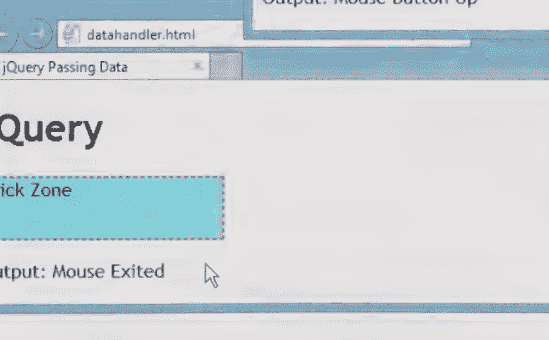 Output: Mouse Button Up
datahandler.html
jQuery Passing Data
Query
ick Zone
utput: Mouse Exited